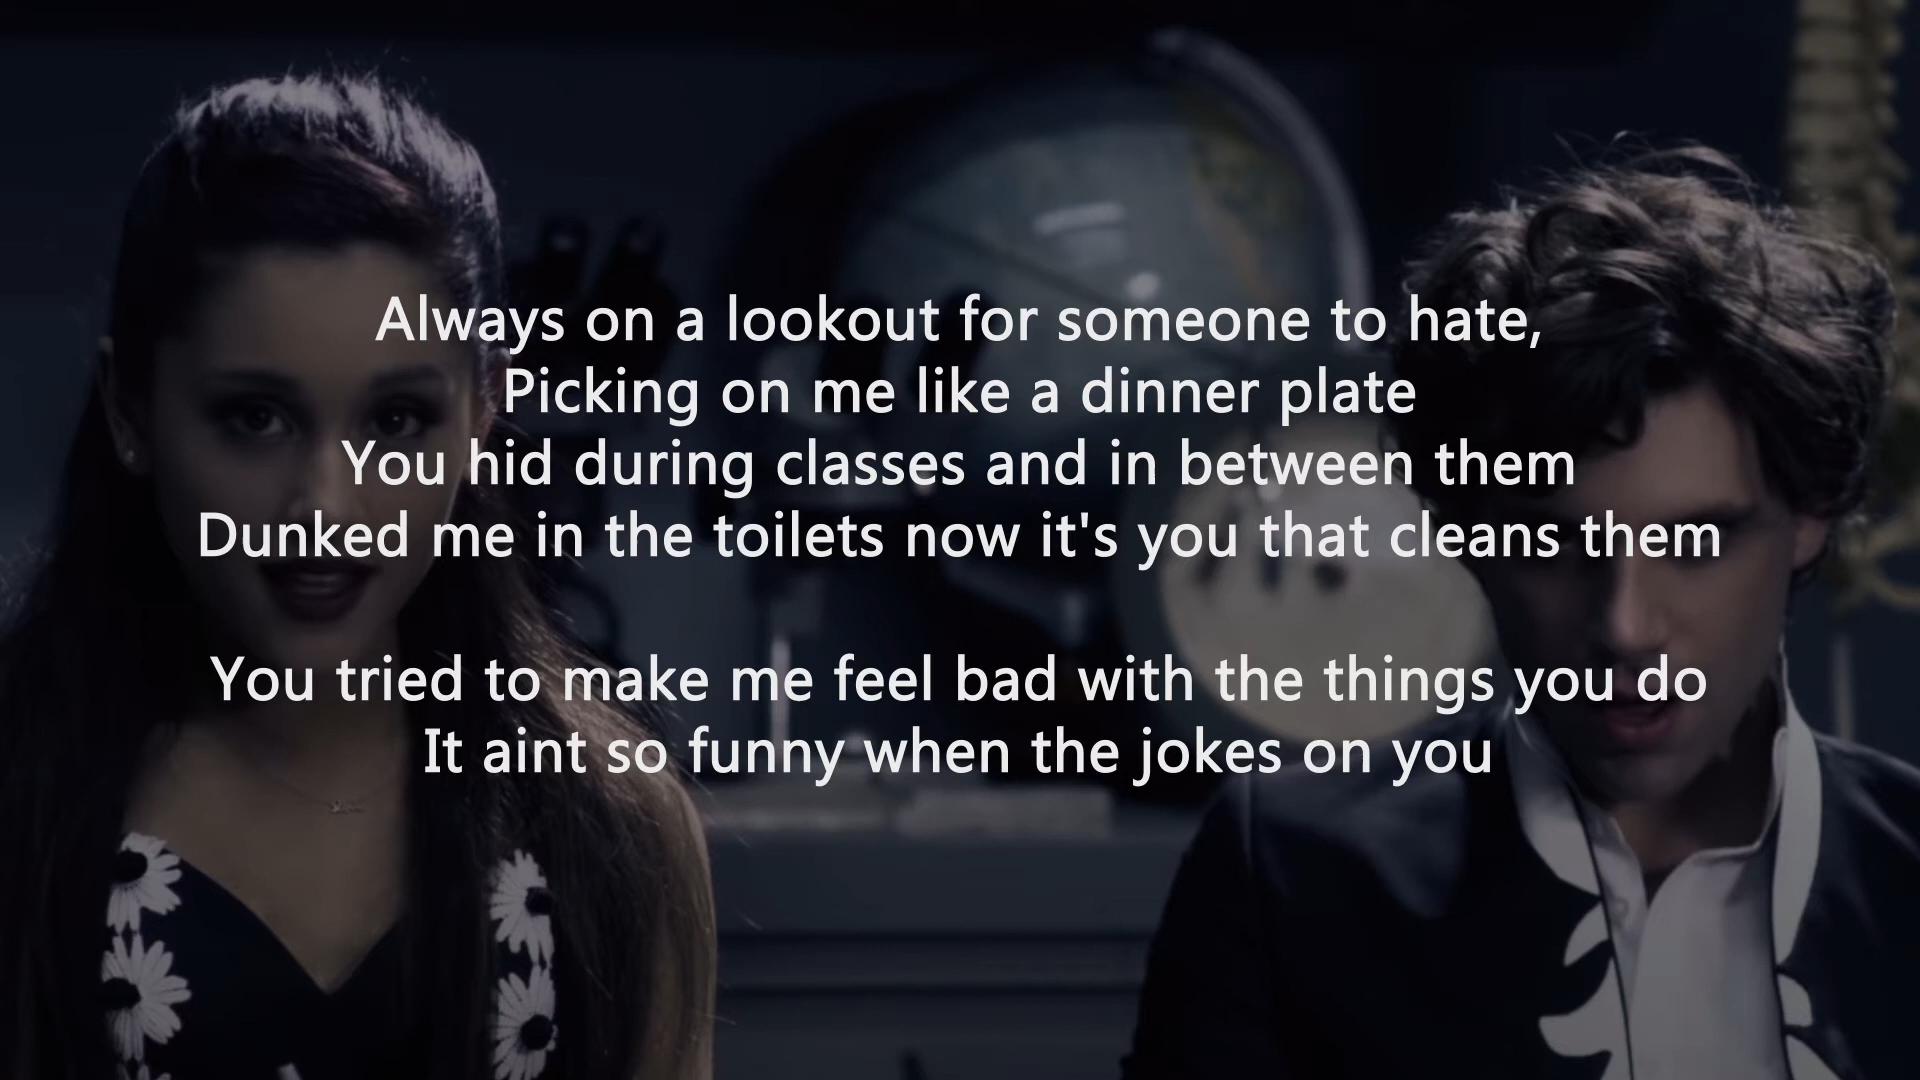 Always on a lookout for someone to hate,
Picking on me like a dinner plate
You hid during classes and in between them
Dunked me in the toilets now it's you that cleans them
You tried to make me feel bad with the things you do
It aint so funny when the jokes on you